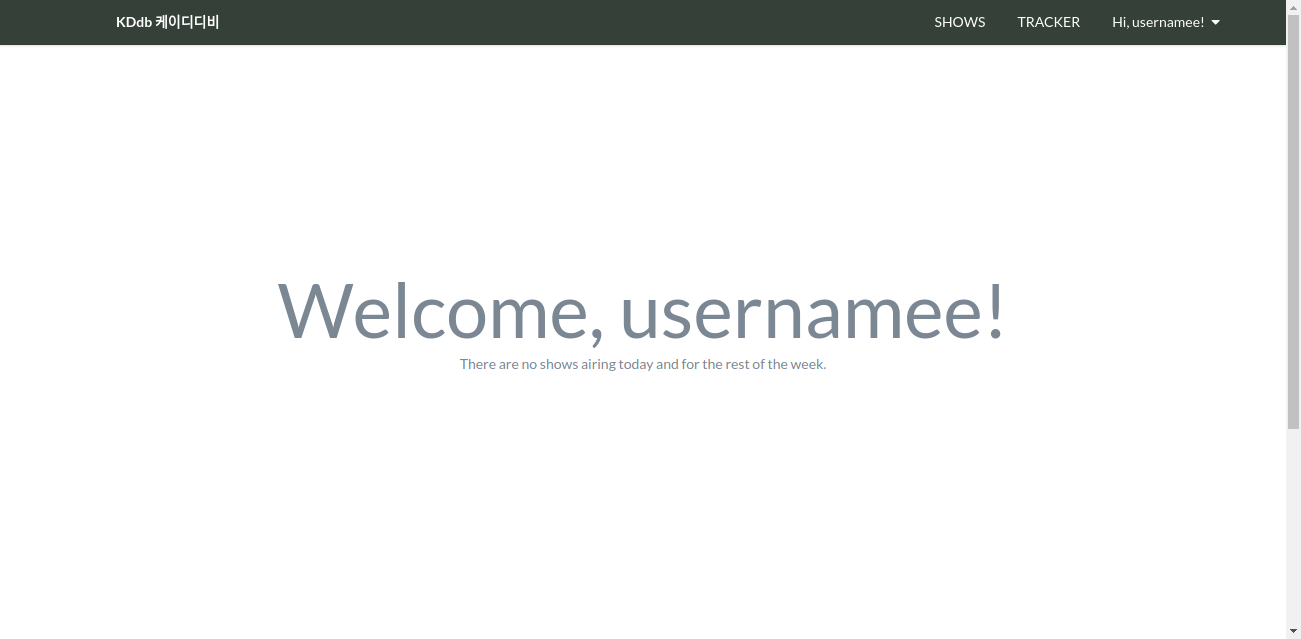 KDdb 케이디디비
SHOWS
TRACKER
Hi, usernamee!
Welcome, usernamee!
There are no shows airing today and for the rest of the week.